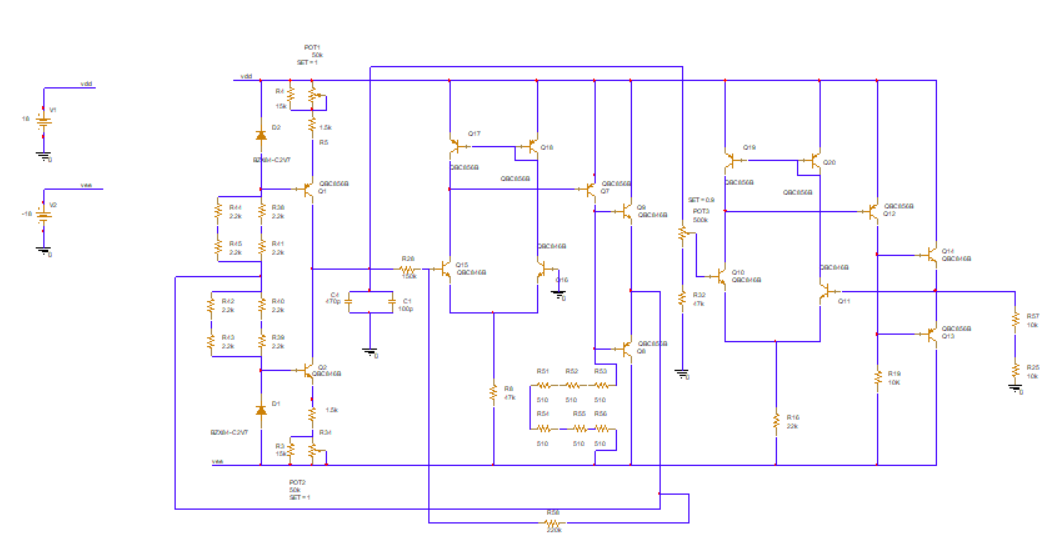 POT1
50k
SET = 1
vdd
vdd
V1
16
0
vee
V2
-16
0
R4
15k
1.5k
R5
D2
BZX84-C2V7
QBC856B
Q1
R44
2.2k
R38
2.2k
R45
2.2k
R41
2.2k
R42
2.2k
R40
2.2k
R43
2.2k
R39
2.2k
Q2
QBC846B
D1
BZX84-C2V7
1.5k
R34
R3
15k
vee
POT2
50k
SET = 1
C4
470p
C1
100p
0
R28
150k
Q17
QBC856B
Q18
QBC856B
Q15
QBC846B
QBC846B
Q16
0
R6
47k
QBC856B
Q7
Q9
QBC846B
QBC856B
Q8
R51
R52
R53
510
510
510
R54
R55
R56
510
510
510
R58
220k
SET = 0.9
POT3
500k
R32
47k
0
Q19
QBC856B
Q20
QBC856B
Q10
QBC846B
QBC846B
Q11
R16
22k
QBC856B
Q12
Q14
QBC846B
QBC856B
Q13
R19
10K
R57
10k
R25
10k
0